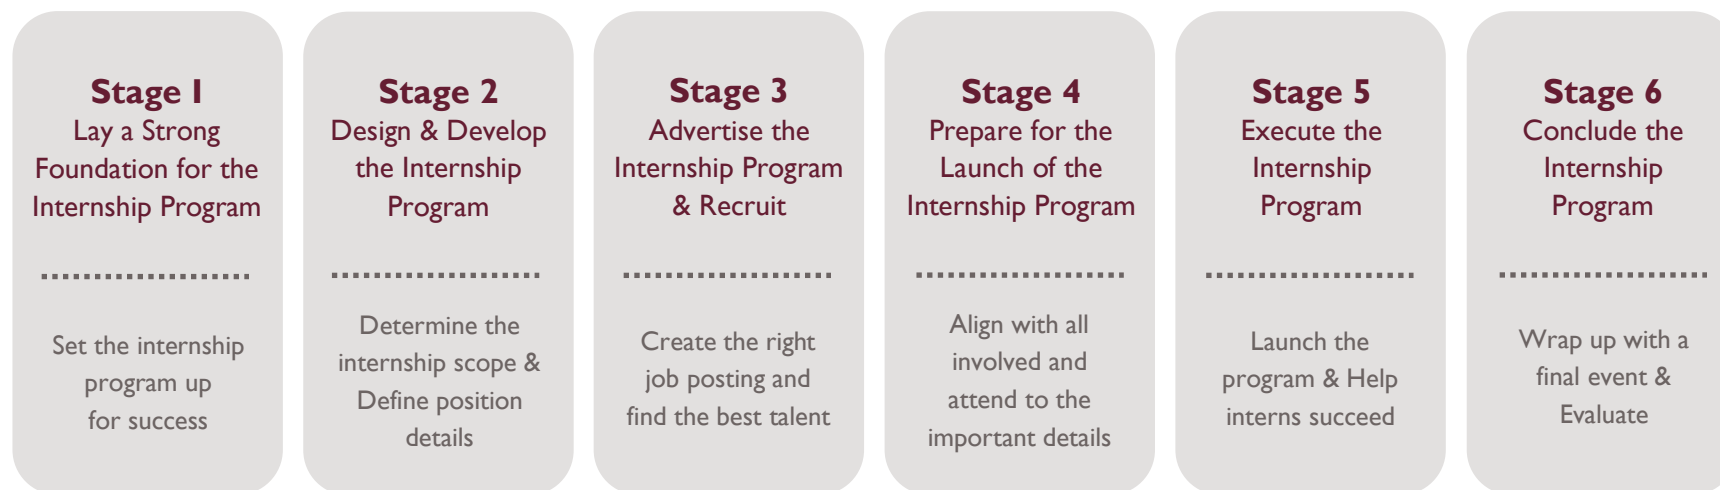 Stage 1
Lay a Strong
Foundation for the
Internship Program
Set the internship
program up
for success
Stage 2
Design & Develop
the Internship
Program
Determine the
internship scope &
Define position
details
Stage 3
Advertise the
Internship Program
& Recruit
Create the right
job posting and
find the best talent
Stage 4
Prepare for the
Launch of the
Internship Program
Align with all
involved and
attend to the
important details
Stage 5
Execute the
Internship
Program
Launch the
program & Help
interns succeed
Stage 6
Conclude the
Internship
Program
Wrap up with a
final event &
Evaluate